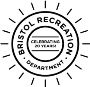 BRISTOL RECREATION
CELEBRATING
20 YEARS!
DEPARTMENT